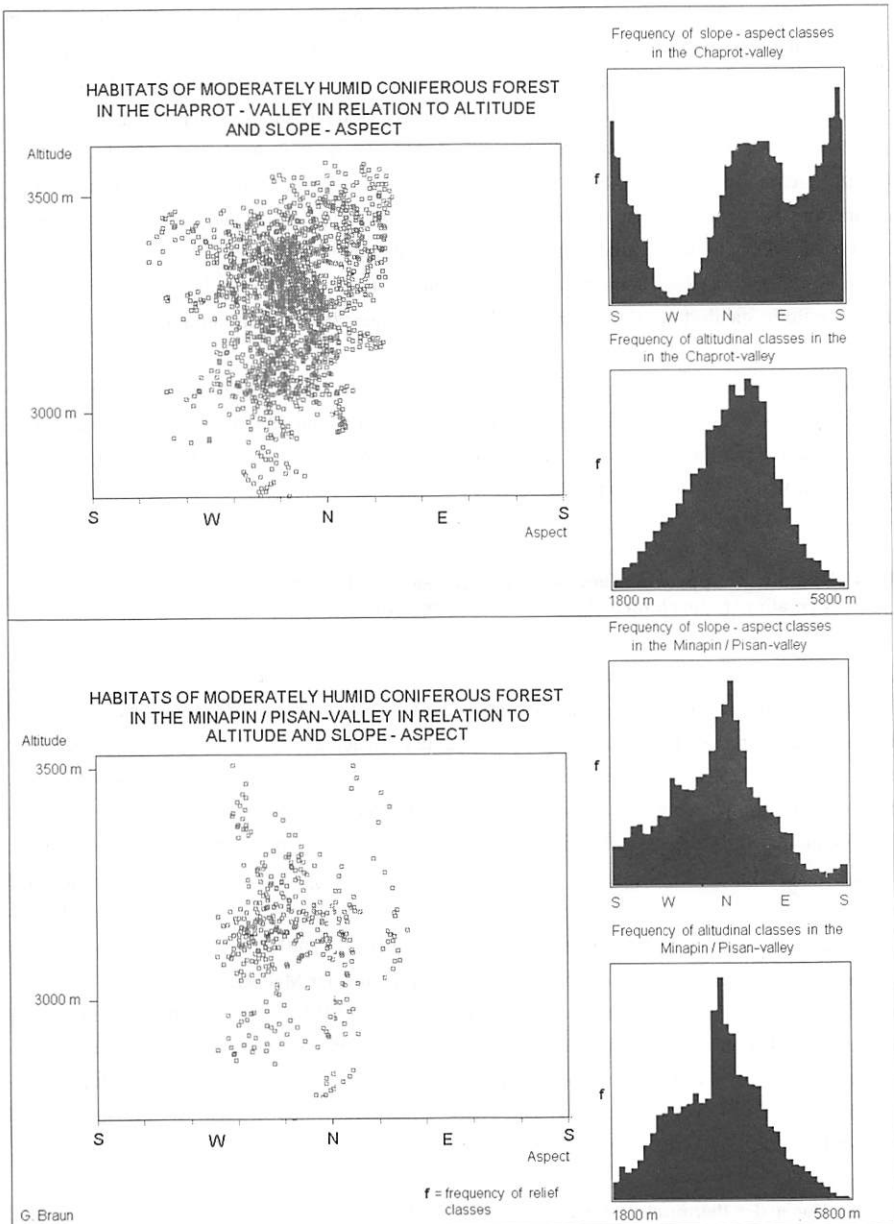 HABITATS OF MODERATELY HUMID CONIFEROUS FOREST
IN THE CHAPROT - VALLEY IN RELATION TO ALTITUDE
AND SLOPE - ASPECT
Altitude
3500 m
3000 m
S W N E S
Aspect
Frequency of slope - aspect classes
in the Chaprot-valley
f
S W N E S
Frequency of altitudinal classes in the
in the Chaprot-valley
f
1800 m 5800 m
HABITATS OF MODERATELY HUMID CONIFEROUS FOREST
IN THE MINAPIN / PISAN-VALLEY IN RELATION TO
ALTITUDE AND SLOPE - ASPECT
Altitude
3500 m
3000 m
S W N E S
Aspect
f = frequency of relief
classes
G. Braun
Frequency of slope - aspect classes
in the Minapin / Pisan-valley
f
S W N E S
Frequency of alitudinal classes in the
Minapin / Pisan-valley
f
1800 m 5800 m